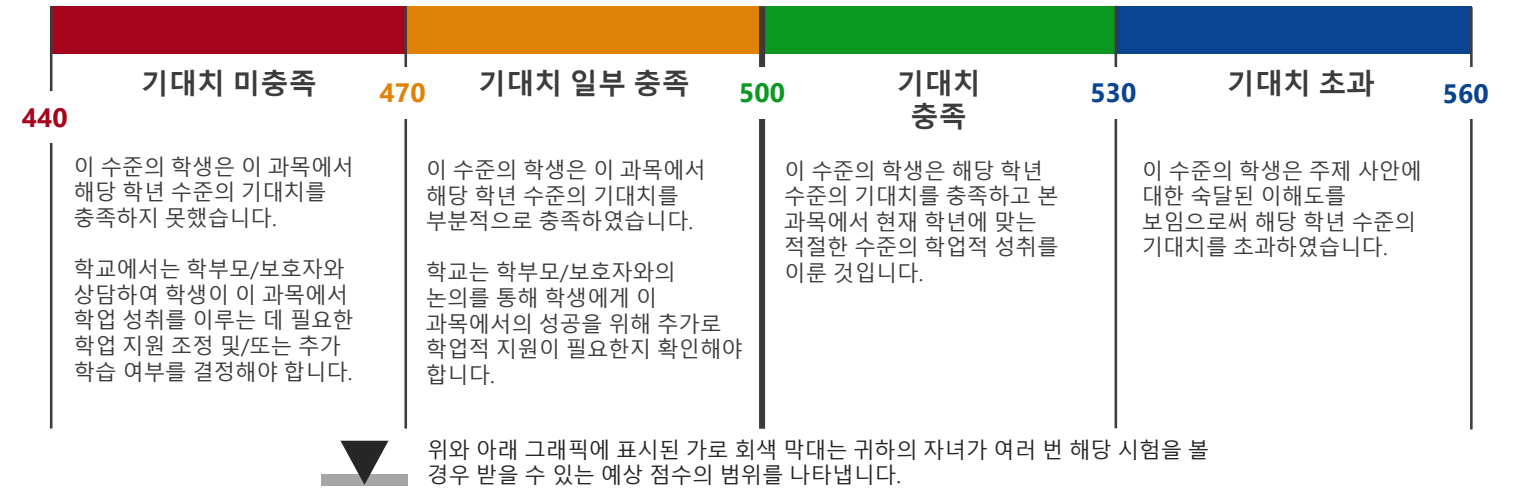 기대치 미충족
기대치 일부 충족
기대치
충족
기대치 초과
440
470
500
530
560
이 수준의 학생은 이 과목에서
해당 학년 수준의 기대치를
충족하지 못했습니다.
학교에서는 학부모/보호자와
상담하여 학생이 이 과목에서
학업 성취를 이루는 데 필요한
학업 지원 조정 및/또는 추가
학습 여부를 결정해야 합니다.
이 수준의 학생은 이 과목에서
해당 학년 수준의 기대치를
부분적으로 충족하였습니다.
학교는 학부모/보호자와의
논의를 통해 학생에게 이
과목에서의 성공을 위해 추가로
학업적 지원이 필요한지 확인해야
합니다.
이 수준의 학생은 해당 학년
수준의 기대치를 충족하고 본
과목에서 현재 학년에 맞는
적절한 수준의 학업적 성취를
이룬 것입니다.
이 수준의 학생은 주제 사안에
대한 숙달된 이해도를
보임으로써 해당 학년 수준의
기대치를 초과하였습니다.
위와 아래 그래픽에 표시된 가로 회색 막대는 귀하의 자녀가 여러 번 해당 시험을 볼
경우 받을 수 있는 예상 점수의 범위를 나타냅니다.